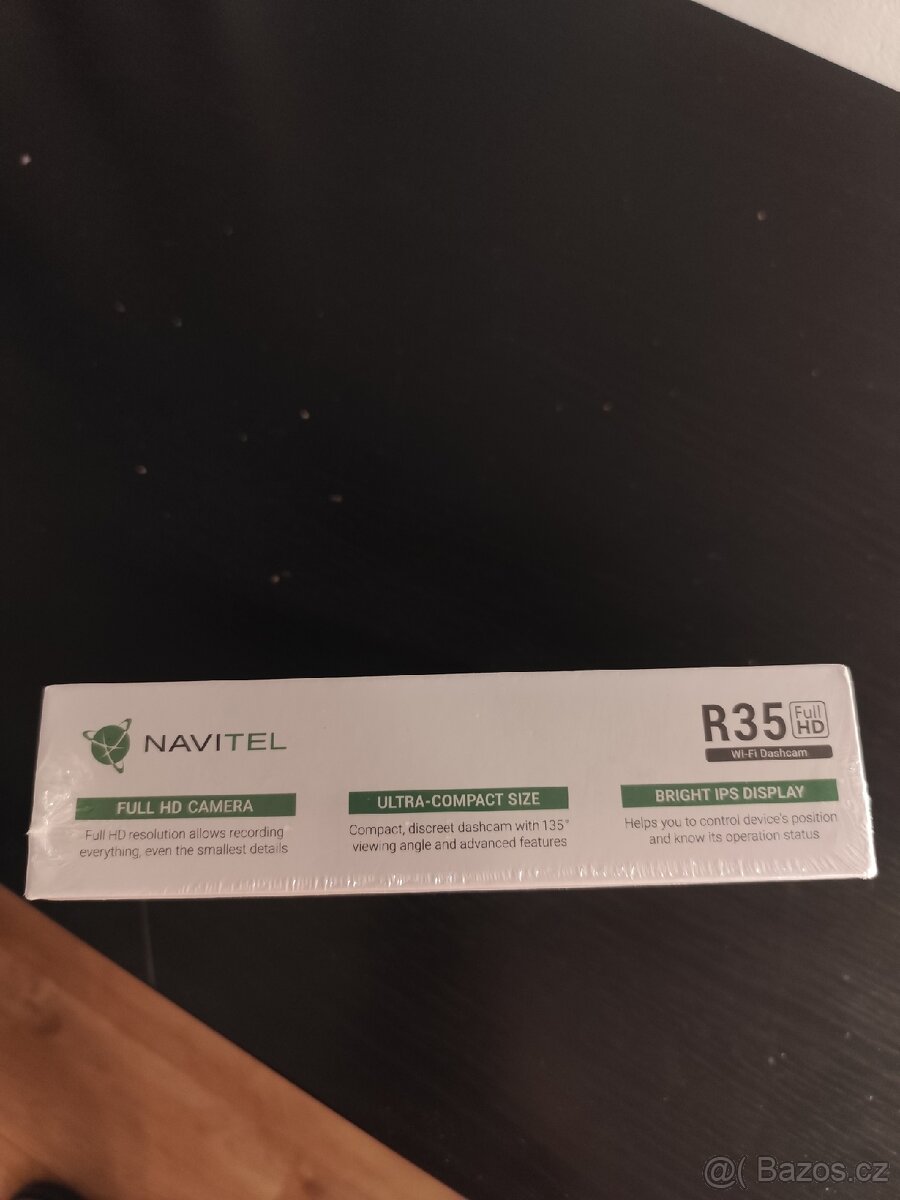 NAVITEL
R35 Full HD
Wi-Fi Dashcam
FULL HD CAMERA
Full HD resolution allows recording
everything, even the smallest details
ULTRA-COMPACT SIZE
Compact, discreet dashcam with 135°
viewing angle and advanced features
BRIGHT IPS DISPLAY
Helps you to control device's position
and know its operation status
@( Bazos.cz